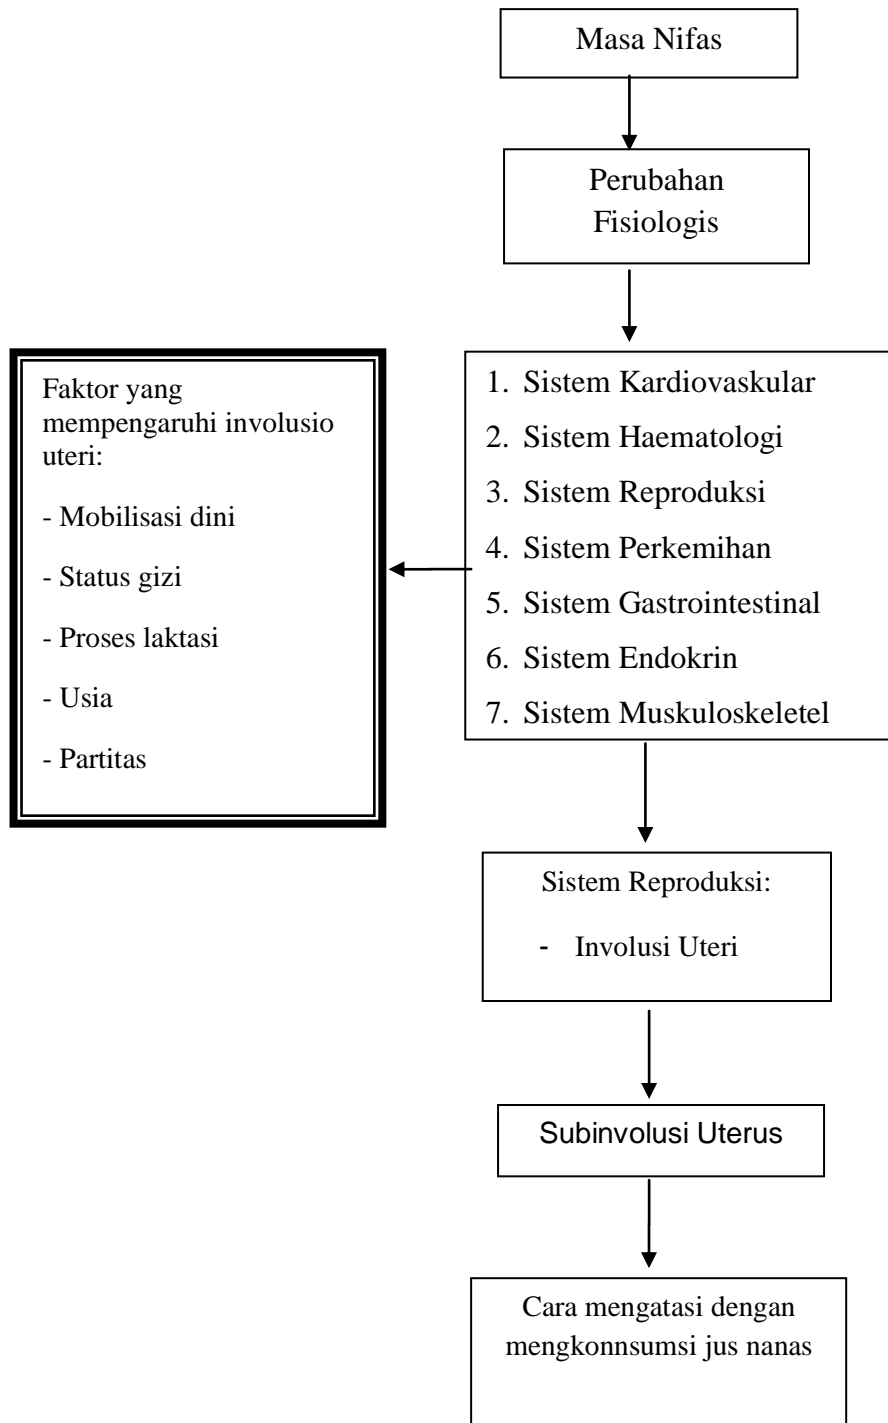 Masa Nifas
Perubahan
Fisiologis
Faktor yang
mempengaruhi involusio
uteri:
- Mobilisasi dini
- Status gizi
- Proses laktasi
- Usia
- Partitas
1. Sistem Kardiovaskular
2. Sistem Haematologi
3. Sistem Reproduksi
4. Sistem Perkemihan
5. Sistem Gastrointestinal
6. Sistem Endokrin
7. Sistem Muskuloskeletel
Sistem Reproduksi:
- Involusi Uteri
Subinvolusi Uterus
Cara mengatasi dengan
mengkonnsumsi jus nanas